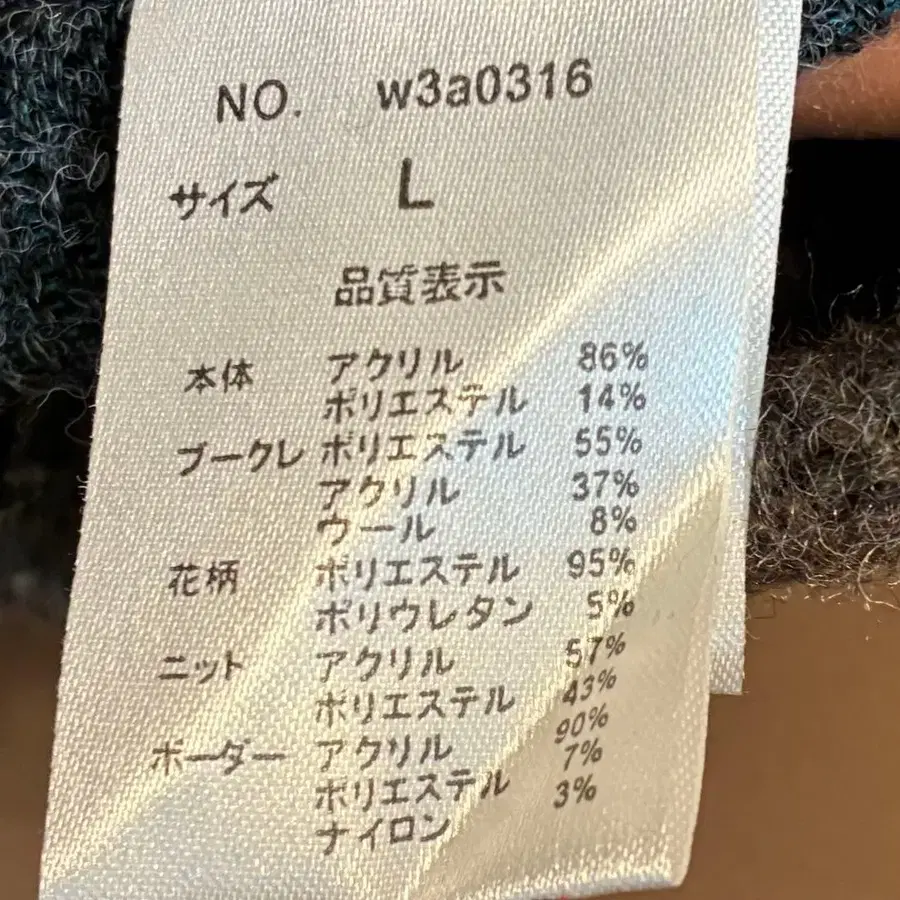 NO. w3a0316
サイズ L
品質表示
本体 アクリル 86%
ポリエステル 14%
ブークレ ポリエステル 55%
アクリル 37%
ウール 8%
花柄 ポリエステル 95%
ポリウレタン 5%
ニット アクリル 57%
ポリエステル 43%
ボーダー アクリル 90%
ポリエステル 7%
ナイロン 3%